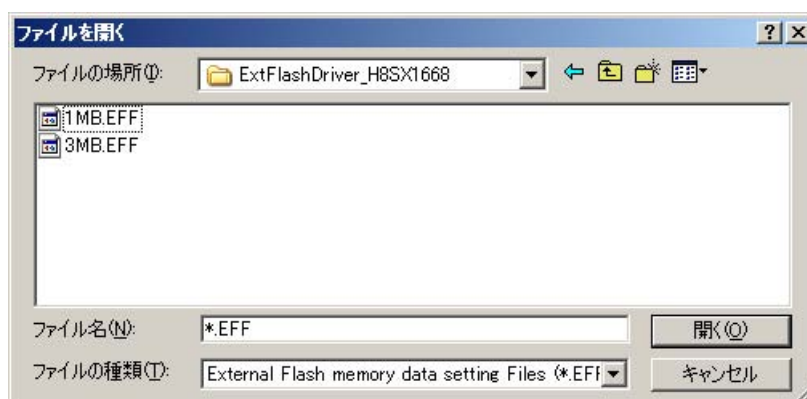 ファイルを開く
ファイルの場所(I):
ExtFlashDriver_H8SX1668
1MB.EFF
3MB.EFF
ファイル名(N):
*.EFF
開く(O)
ファイルの種類(T):
External Flash memory data setting Files (*.EFF
キャンセル